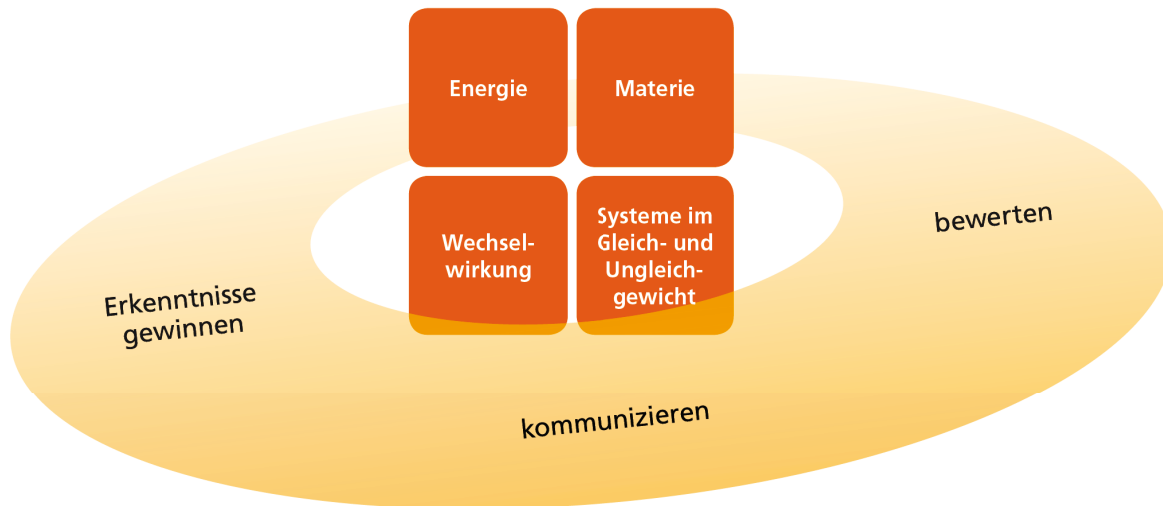 Energie
Materie
Wechsel-
wirkung
Systeme im
Gleich- und
Ungleich-
gewicht
bewerten
Erkenntnisse
gewinnen
kommunizieren